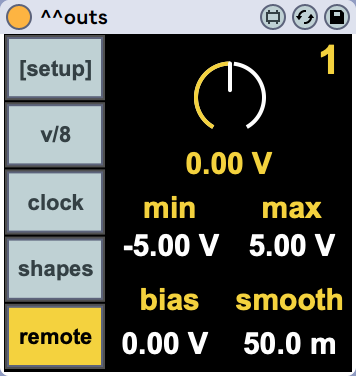 ^^outs
[setup]
v/8
clock
shapes
remote
1
0.00 V
min max
-5.00 V 5.00 V
bias smooth
0.00 V 50.0 m